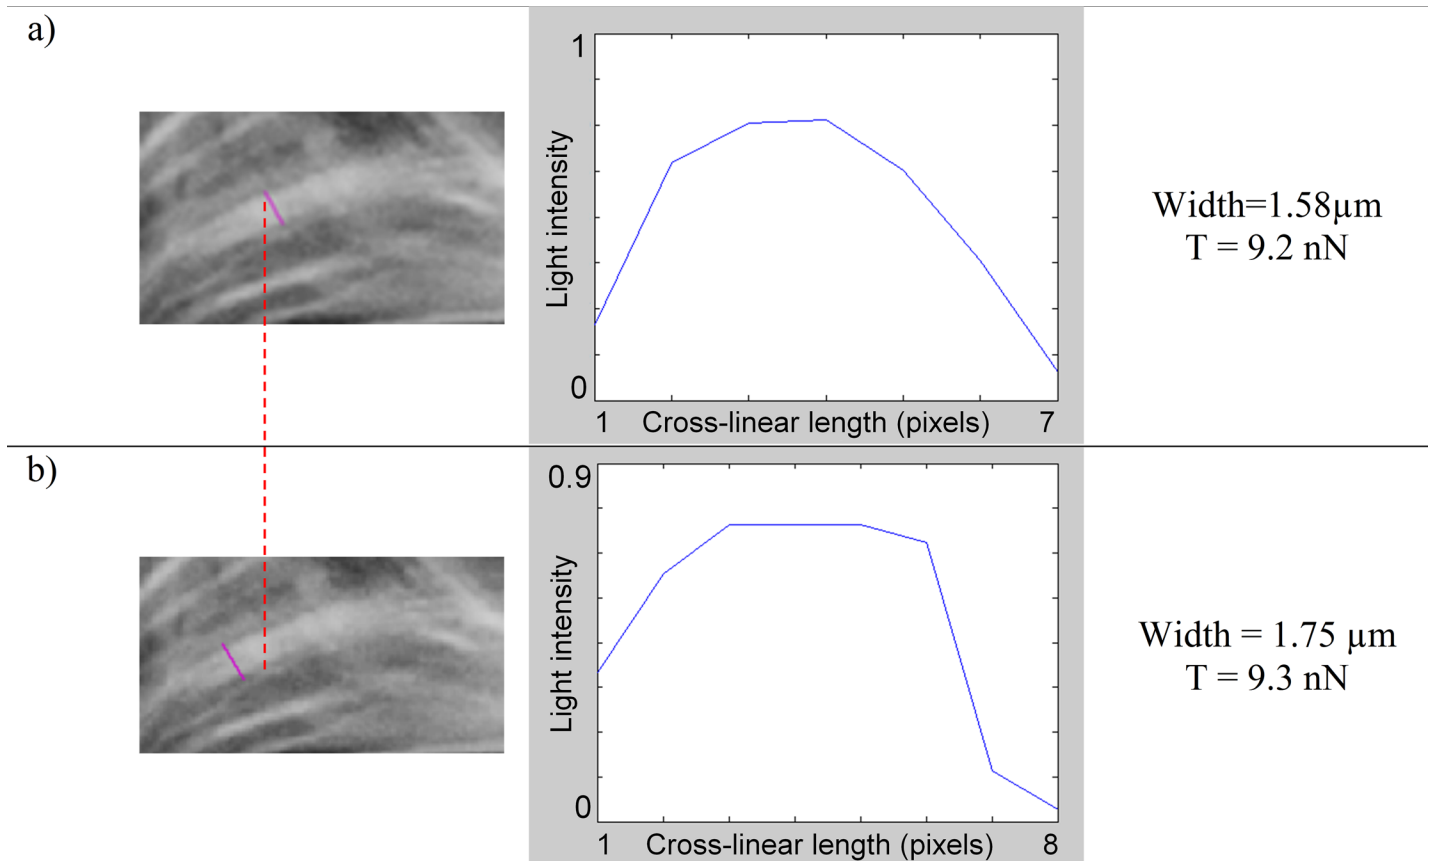 a)
1
Light intensity
0
1 Cross-linear length (pixels) 7
Width=1.58µm
T = 9.2 nN
b)
0.9
Light intensity
0
1 Cross-linear length (pixels) 8
Width = 1.75 µm
T = 9.3 nN